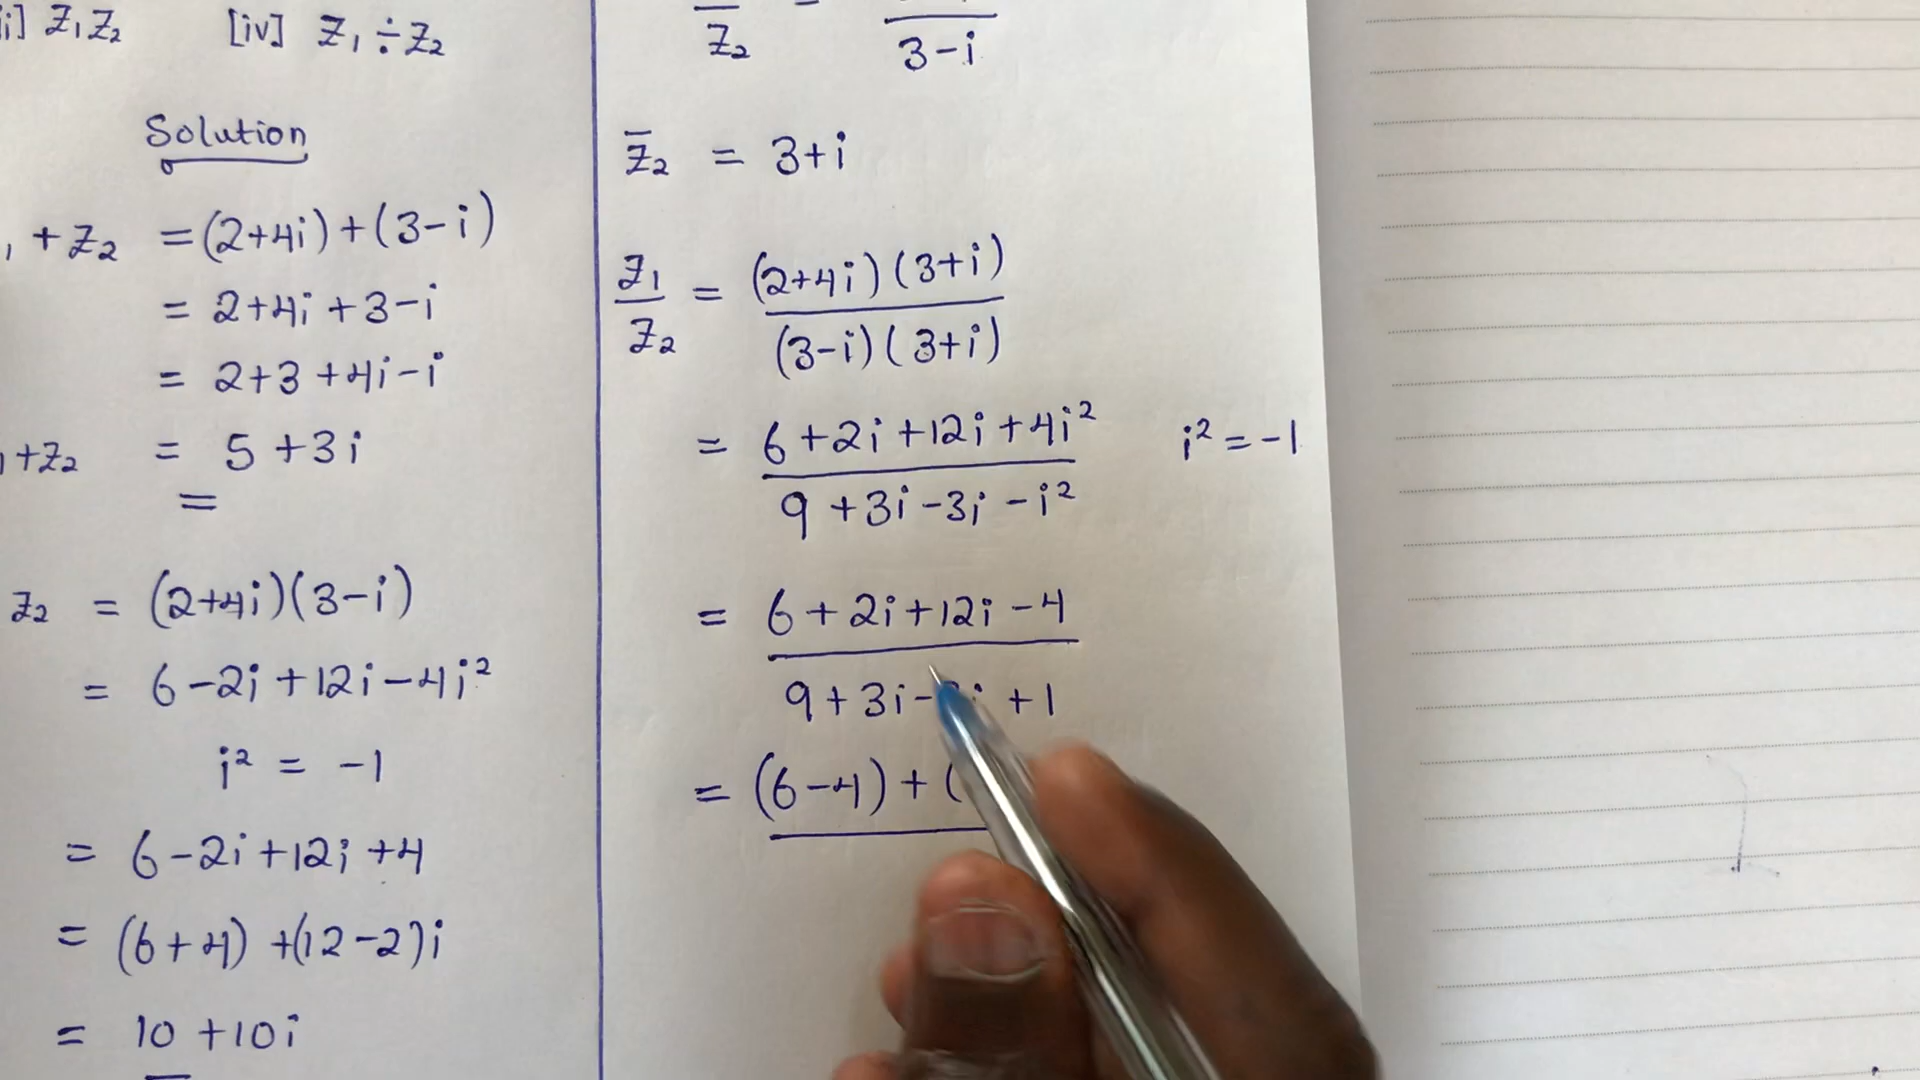 i] Z₁Z₂ [iv] Z₁ ÷ Z₂
Solution
₁ + Z₂ = (2+4i) + (3-i)
= 2+4i + 3-i
= 2+3 +4i-i
₁+Z₂ = 5 + 3i
=
Z₂ = (2+4i)(3-i)
= 6-2i + 12i - 4i²
i² = -1
= 6-2i + 12i + 4
= (6+4) + (12-2)i
= 10 + 10i
Z₂ 3-i
Z̄₂ = 3+i
Z₁/Z₂ = (2+4i)(3+i)
(3-i)(3+i)
= 6 + 2i + 12i + 4i² i² = -1
9 + 3i - 3i - i²
= 6 + 2i + 12i - 4
9 + 3i - i + 1
= (6-4) + (